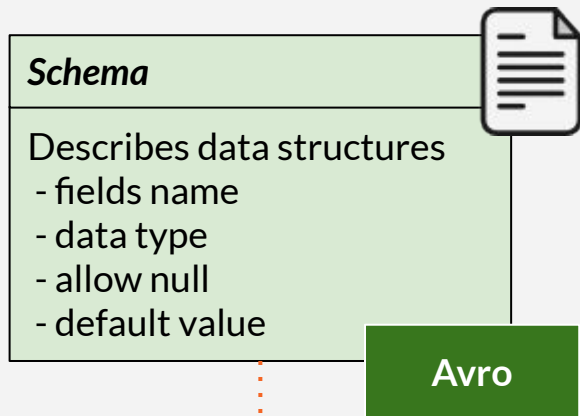 Schema
Describes data structures
- fields name
- data type
- allow null
- default value
Avro